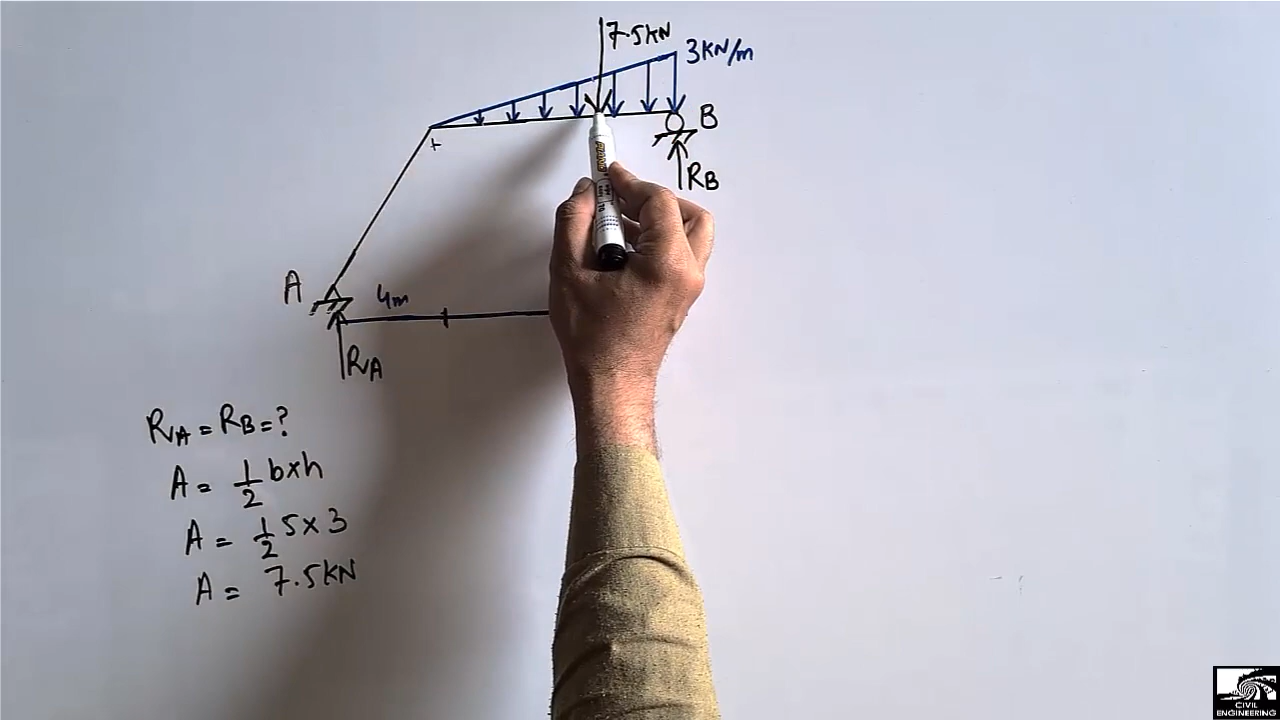 7.5KN
3KN/m
B
RB
A
4m
RA
RA = RB = ?
A = 1/2 b×h
A = 1/2 5×3
A = 7.5KN
CIVIL
ENGINEERING